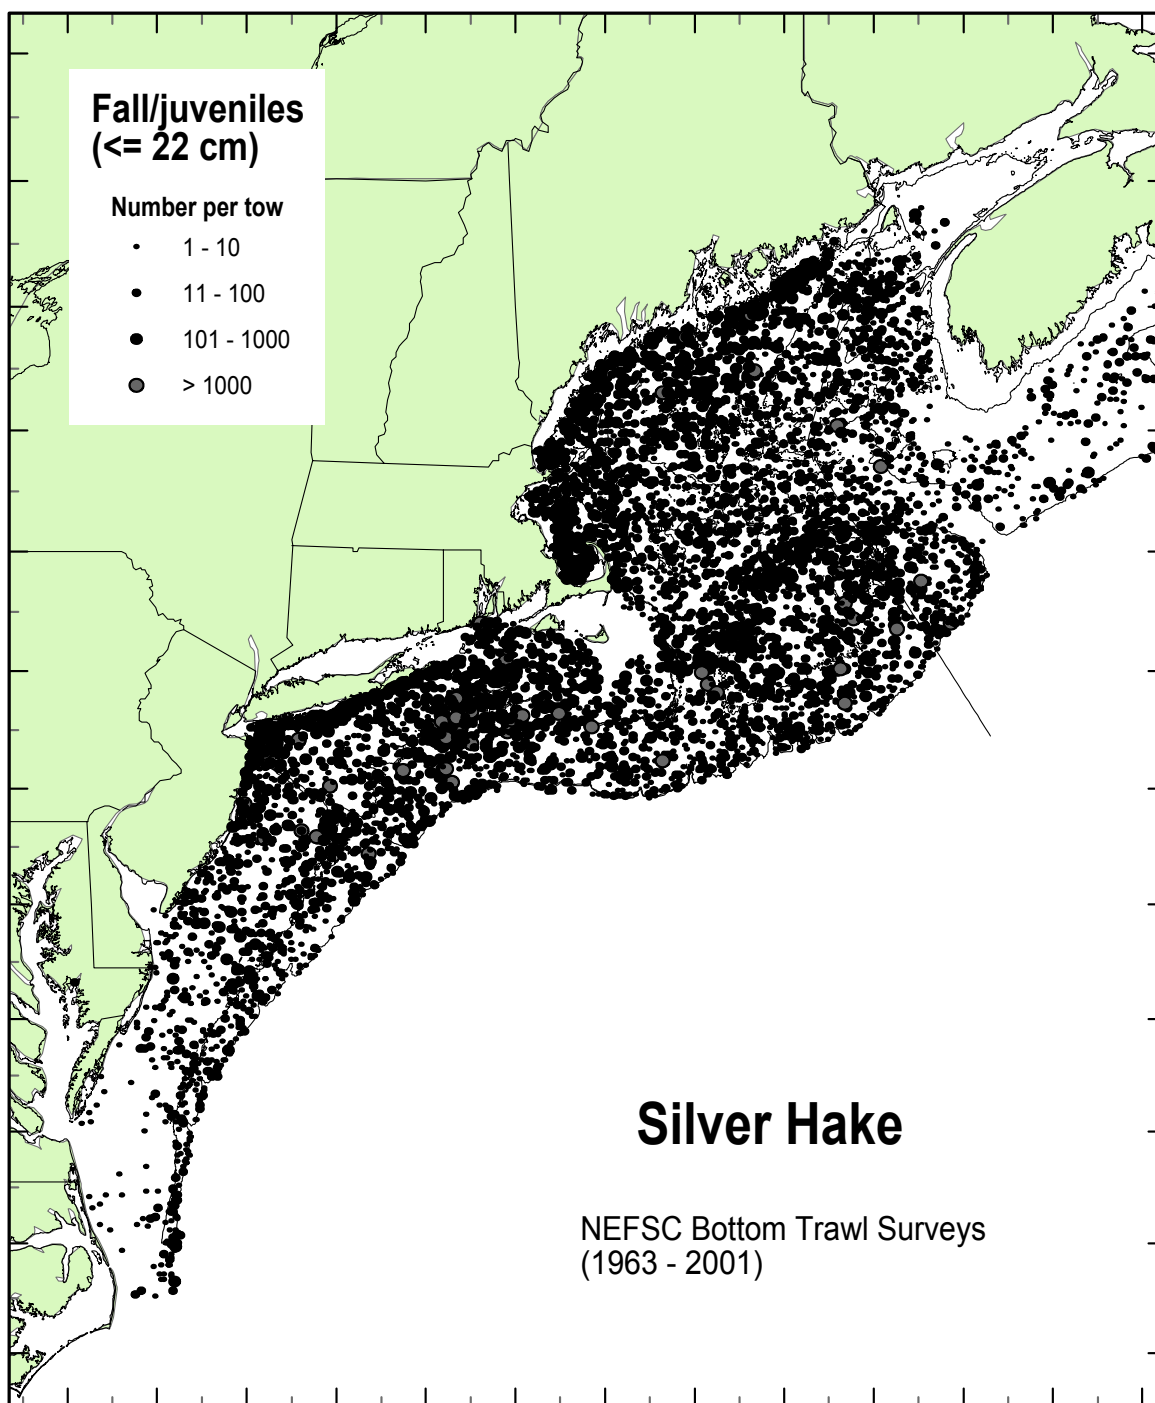 Fall/juveniles
(<= 22 cm)
Number per tow
1 - 10
11 - 100
101 - 1000
> 1000
Silver Hake
NEFSC Bottom Trawl Surveys
(1963 - 2001)